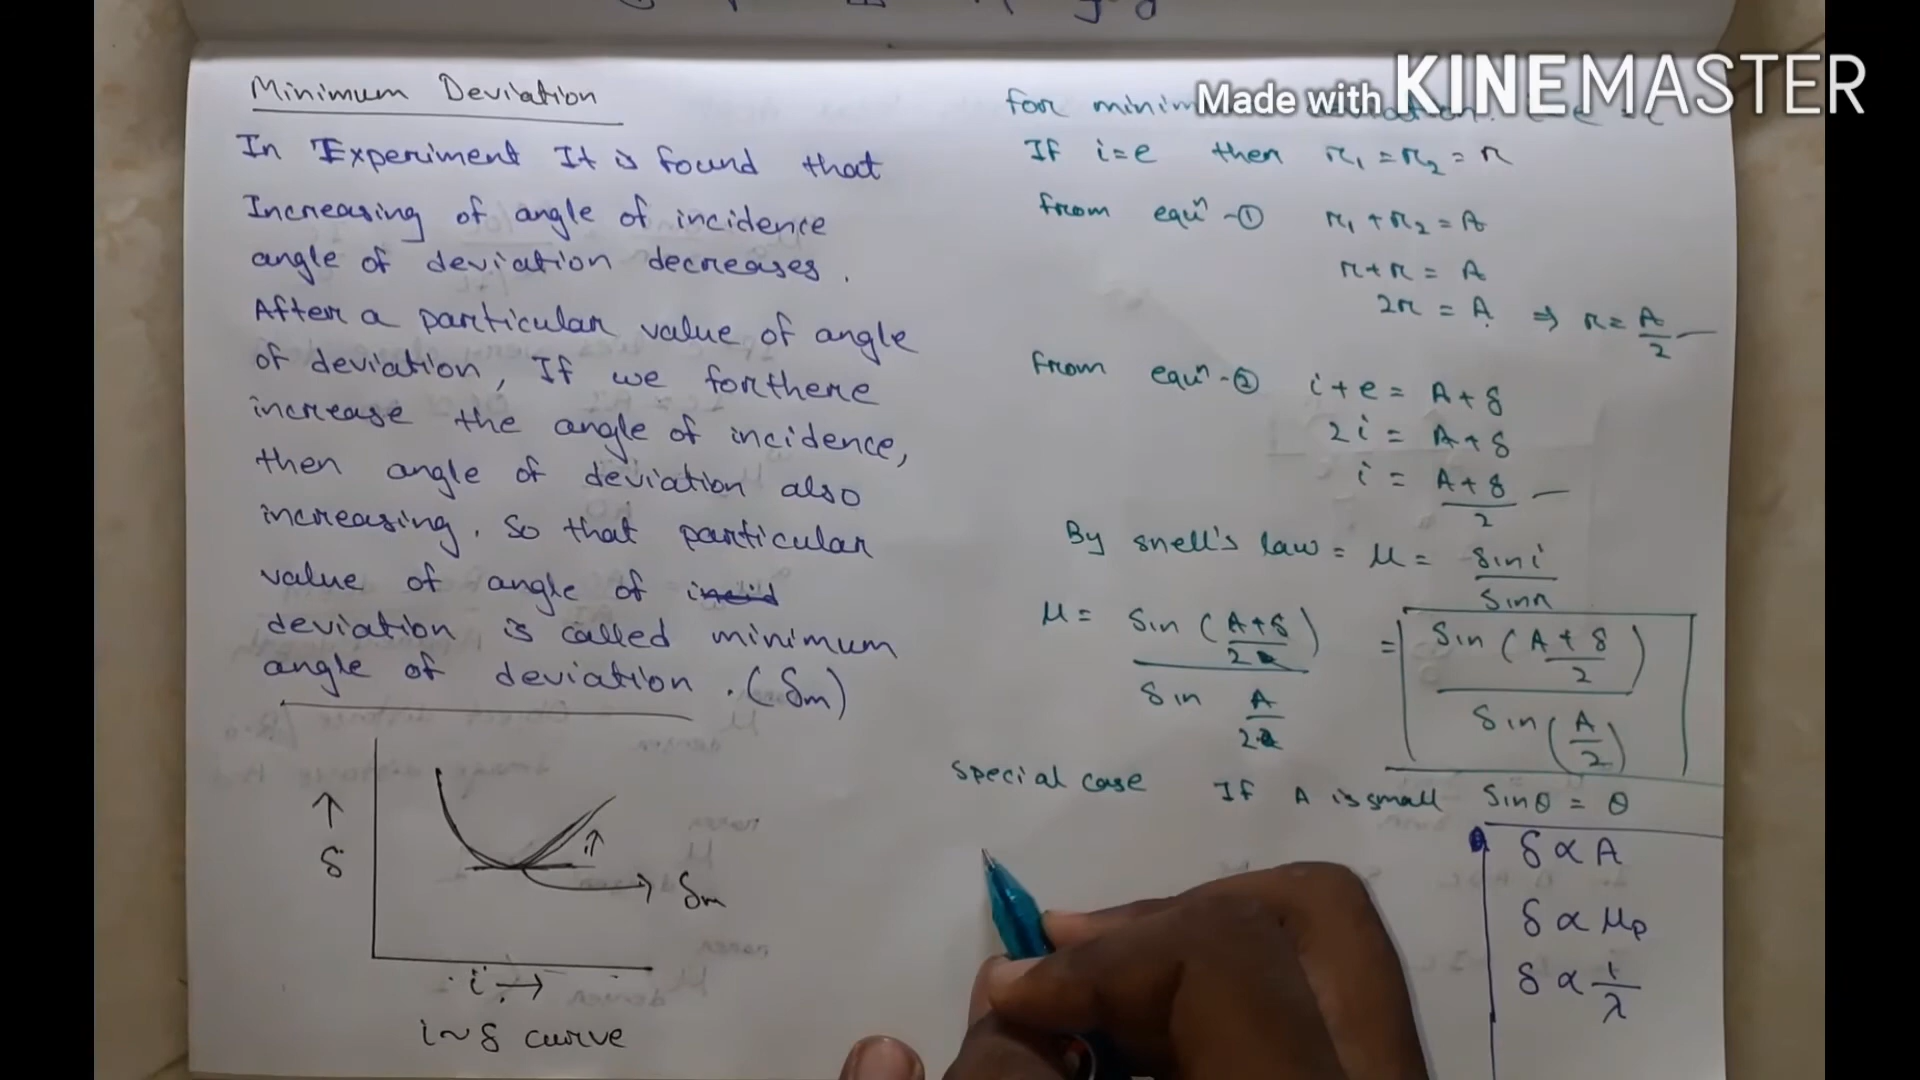 Minimum Deviation
In Experiment It is found that
Increasing of angle of incidence
angle of deviation decreases.
After a particular value of angle
of deviation, If we forthere
increase the angle of incidence,
then angle of deviation also
increasing. So that particular
value of angle of incid
deviation is called minimum
angle of deviation. (δm)
↑
δ
δm
i →
i ~ δ curve
Made with KINEMASTER
for minim
If i = e then r₁ = r₂ = r
from equⁿ - ① r₁ + r₂ = A
r + r = A
2r = A ⇒ r = A/2
from equⁿ - ② i + e = A + δ
2i = A + δ
i = (A + δ)/2
By snell's law = μ = sin i / sin r
μ = sin (A+δ/2) / sin A/2 = sin (A+δ/2) / sin (A/2)
special case If A is small sinθ = θ
δ ∝ A
δ ∝ μp
δ ∝ 1/λ